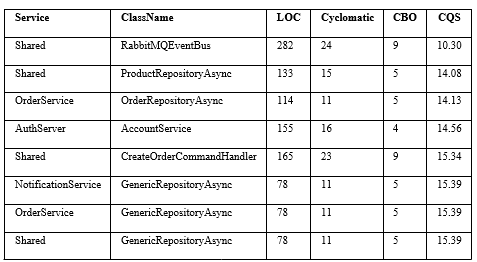 Service ClassName LOC Cyclomatic CBO CQS
Shared RabbitMQEventBus 282 24 9 10.30
Shared ProductRepositoryAsync 133 15 5 14.08
OrderService OrderRepositoryAsync 114 11 5 14.13
AuthServer AccountService 155 16 4 14.56
Shared CreateOrderCommandHandler 165 23 9 15.34
NotificationService GenericRepositoryAsync 78 11 5 15.39
OrderService GenericRepositoryAsync 78 11 5 15.39
Shared GenericRepositoryAsync 78 11 5 15.39